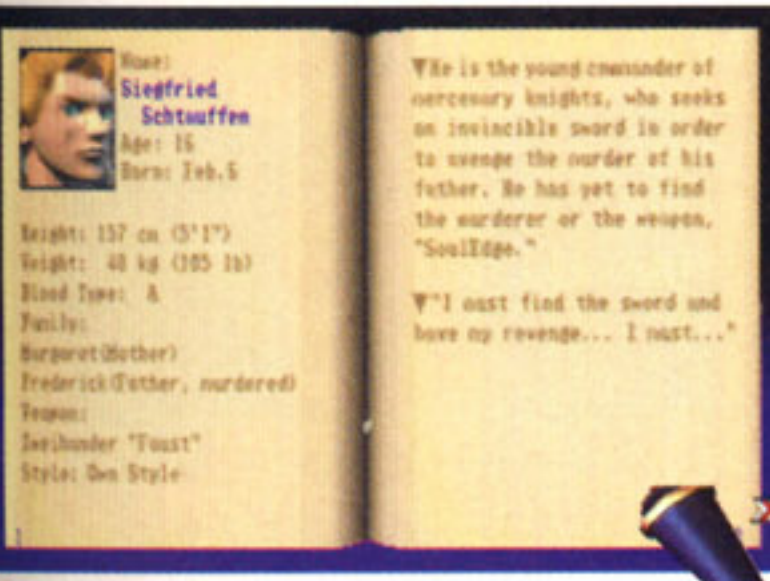 Name:
Siegfried
Schtauffen
Age: 16
Born: Feb.6
Height: 157 cm (5'1")
Weight: 48 kg (105 lb)
Blood Type: A
Family:
Margaret(Mother)
Frederick(Father, murdered)
Weapon:
Zweihander "Faust"
Style: Own Style
1
▼He is the young commander of
mercenary knights, who seeks
an invincible sword in order
to avenge the murder of his
father. He has yet to find
the murderer or the weapon,
"SoulEdge."
▼"I must find the sword and
have my revenge... I must..."